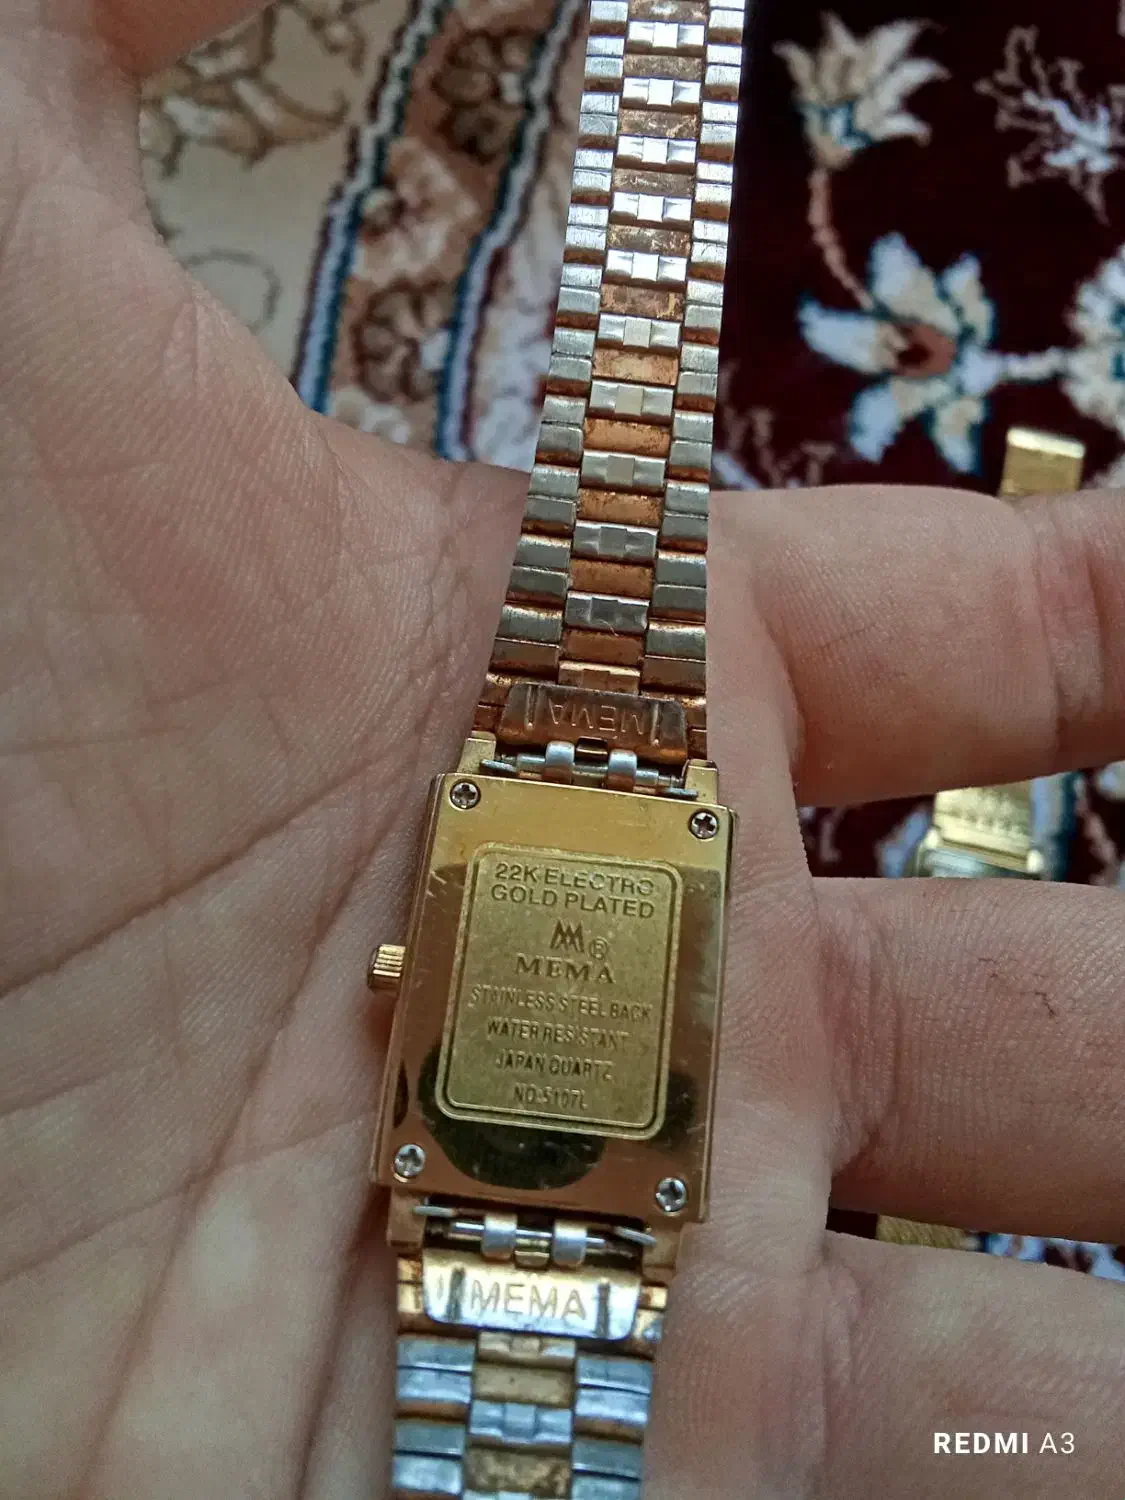 MEMA
22K ELECTRO
GOLD PLATED
®
MEMA
STAINLESS STEEL BACK
WATER RESISTANT
JAPAN QUARTZ
NO:5107L
MEMA
REDMI A3